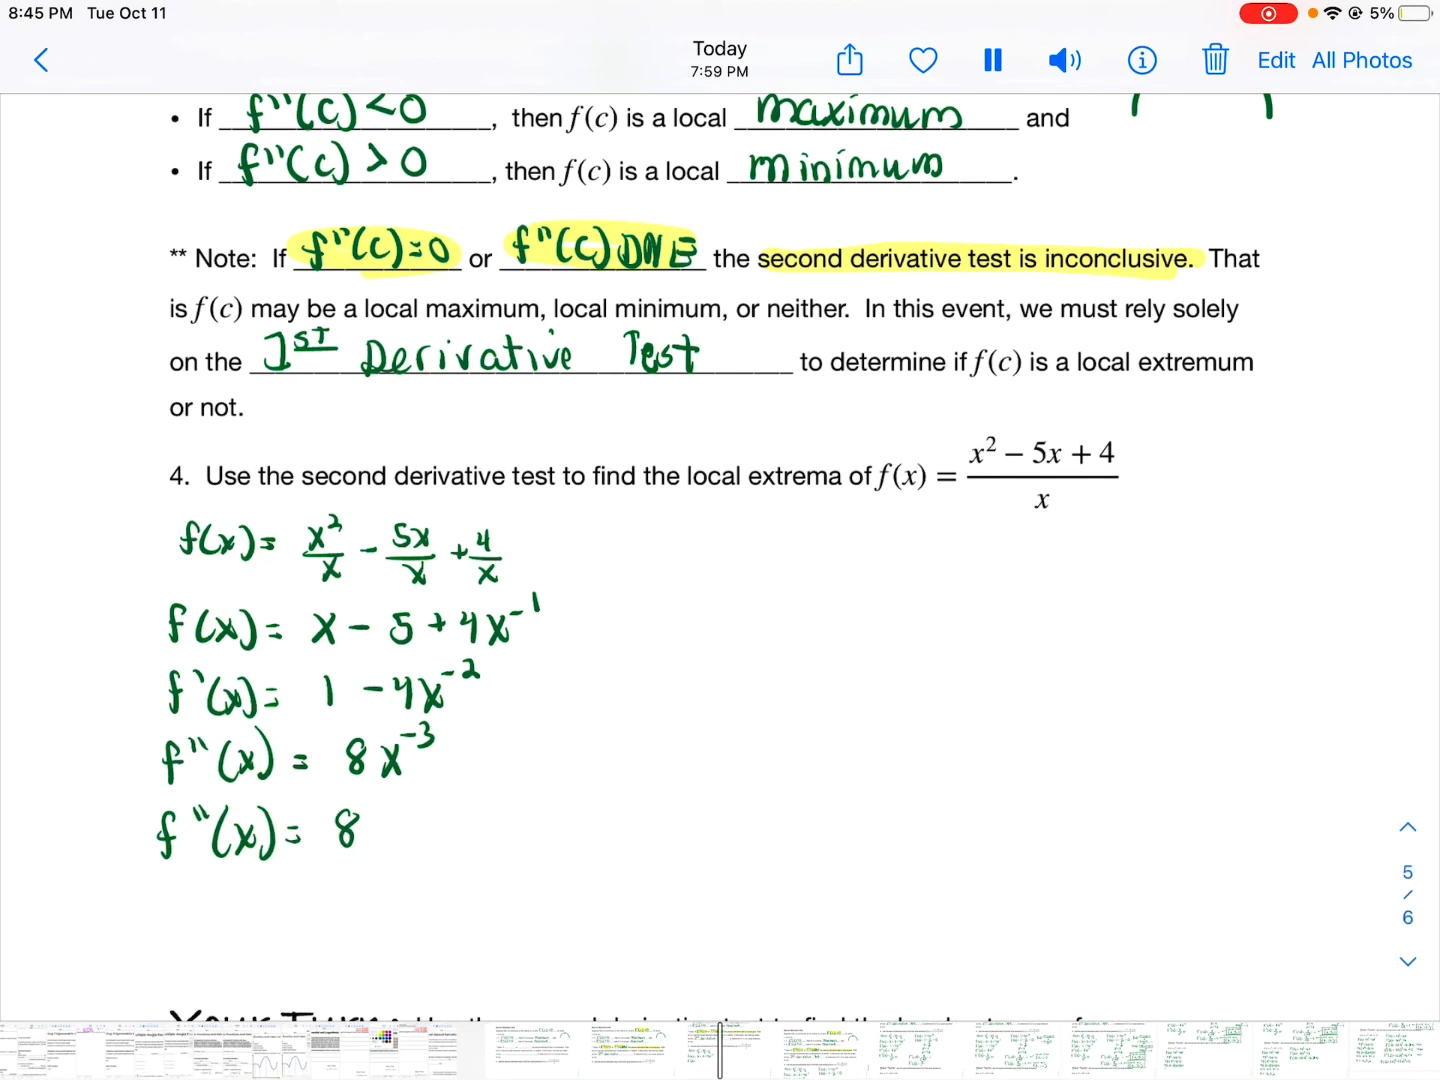 8:45 PM Tue Oct 11 5%
Today
7:59 PM
Edit All Photos
• If f''(c) < 0, then f(c) is a local maximum and
• If f''(c) > 0, then f(c) is a local minimum.
** Note: If f''(c) = 0 or f''(c) DNE the second derivative test is inconclusive. That
is f(c) may be a local maximum, local minimum, or neither. In this event, we must rely solely
on the 1ST Derivative Test to determine if f(c) is a local extremum
or not.
4. Use the second derivative test to find the local extrema of f(x) = (x² − 5x + 4)/x
f(x) = x²/x − 5x/x + 4/x
f(x) = x − 5 + 4x⁻¹
f'(x) = 1 − 4x⁻²
f''(x) = 8x⁻³
f''(x) = 8
5
/
6